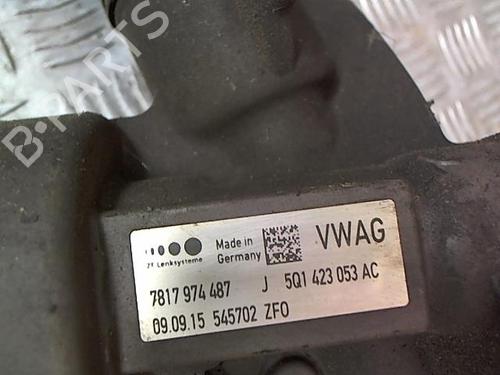 B-PARTS
ZF Lenksysteme
Made in
Germany
VWAG
7817 974 487 J 5Q1 423 053 AC
09.09.15 545702 ZFO